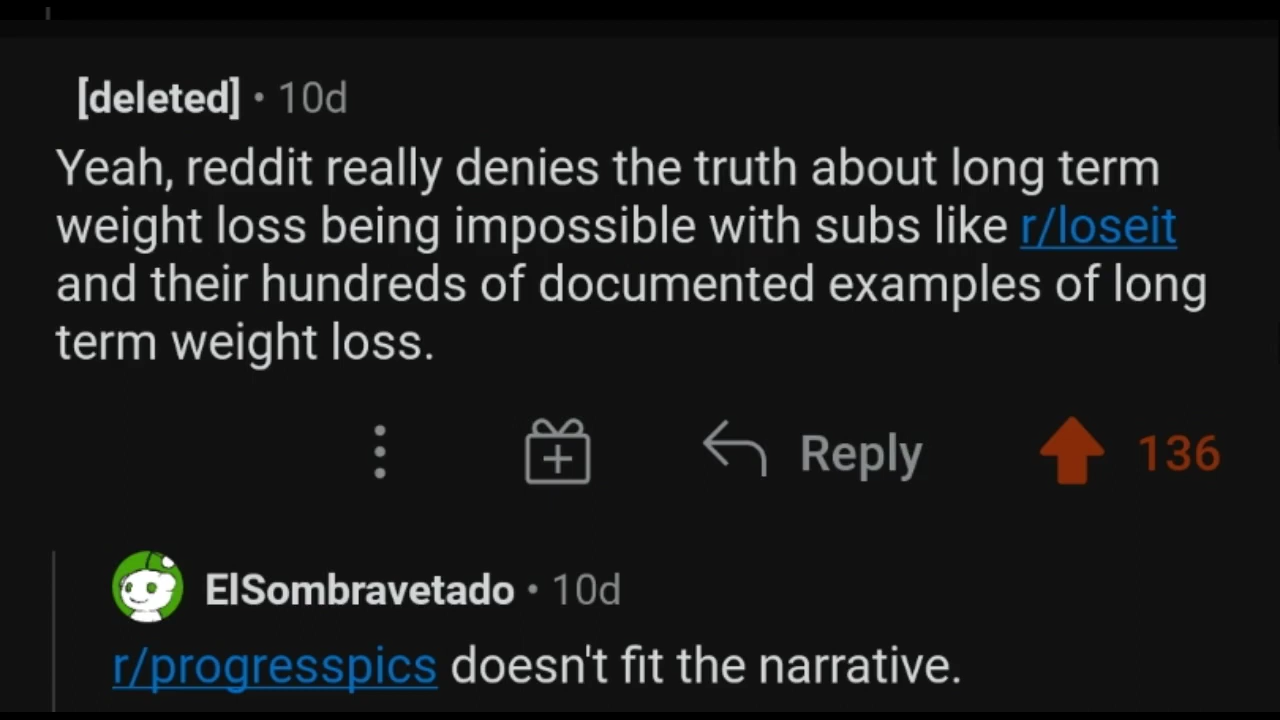 [deleted] • 10d
Yeah, reddit really denies the truth about long term
weight loss being impossible with subs like r/loseit
and their hundreds of documented examples of long
term weight loss.
Reply 136
ElSombravetado • 10d
r/progresspics doesn't fit the narrative.